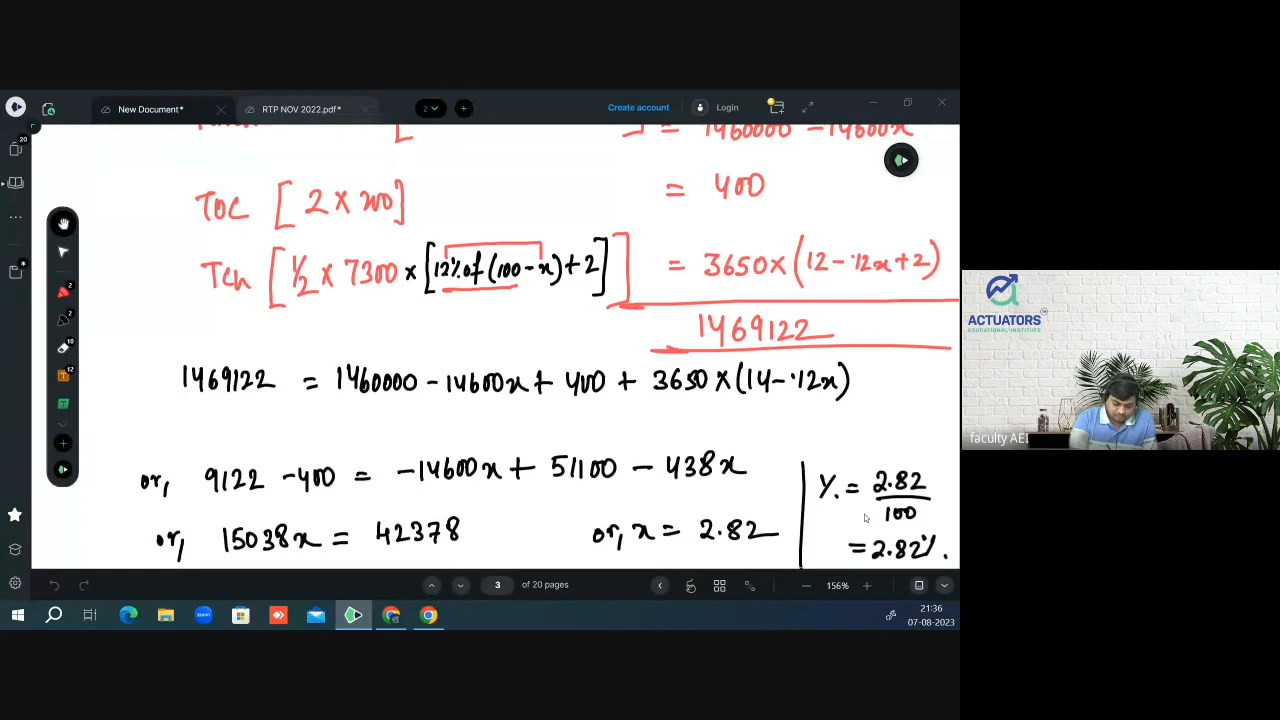 New Document*
RTP NOV 2022.pdf*
2
Create account
Login
= 1460000 - 14600x
TOC [2 × 200] = 400
TCH [1/2 × 7300 × [12% of (100 - x) + 2]] = 3650 × (12 - .12x + 2)
1469122
1469122 = 1460000 - 14600x + 400 + 3650 × (14 - .12x)
or, 9122 - 400 = -14600x + 51100 - 438x
or, 15038x = 42378 or, x = 2.82
%. = 2.82/100
= 2.82%.
ACTUATORS
EDUCATIONAL INSTITUTE
faculty AEI
3 of 20 pages
156%
zoom
21:36
07-08-2023